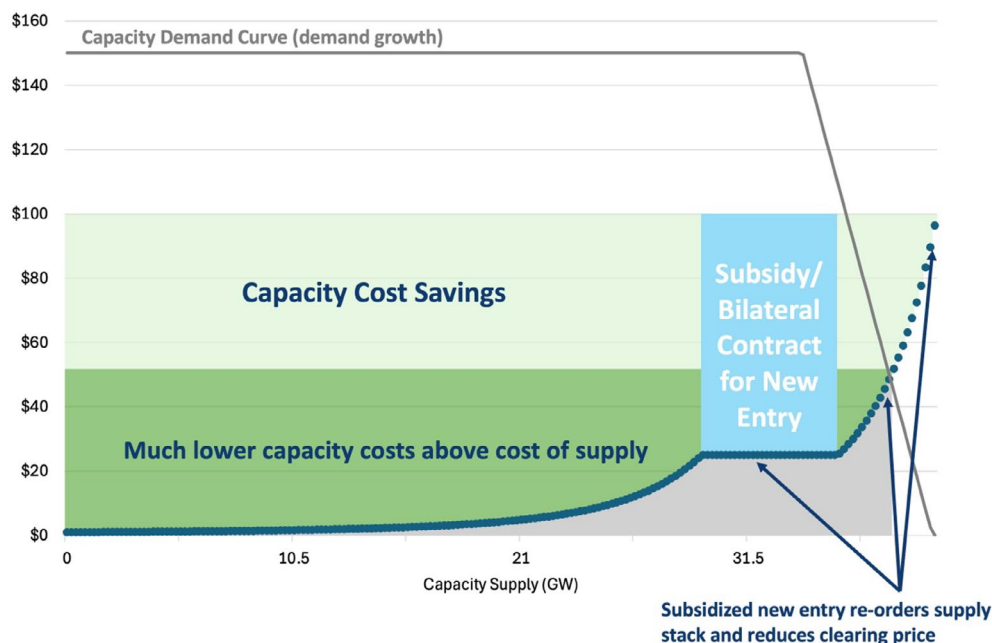 $160
Capacity Demand Curve (demand growth)
$140
$120
$100
$80
Capacity Cost Savings
Subsidy/
Bilateral
Contract
for New
Entry
$60
$40
Much lower capacity costs above cost of supply
$20
$0
0
10.5
21
31.5
Capacity Supply (GW)
Subsidized new entry re-orders supply
stack and reduces clearing price